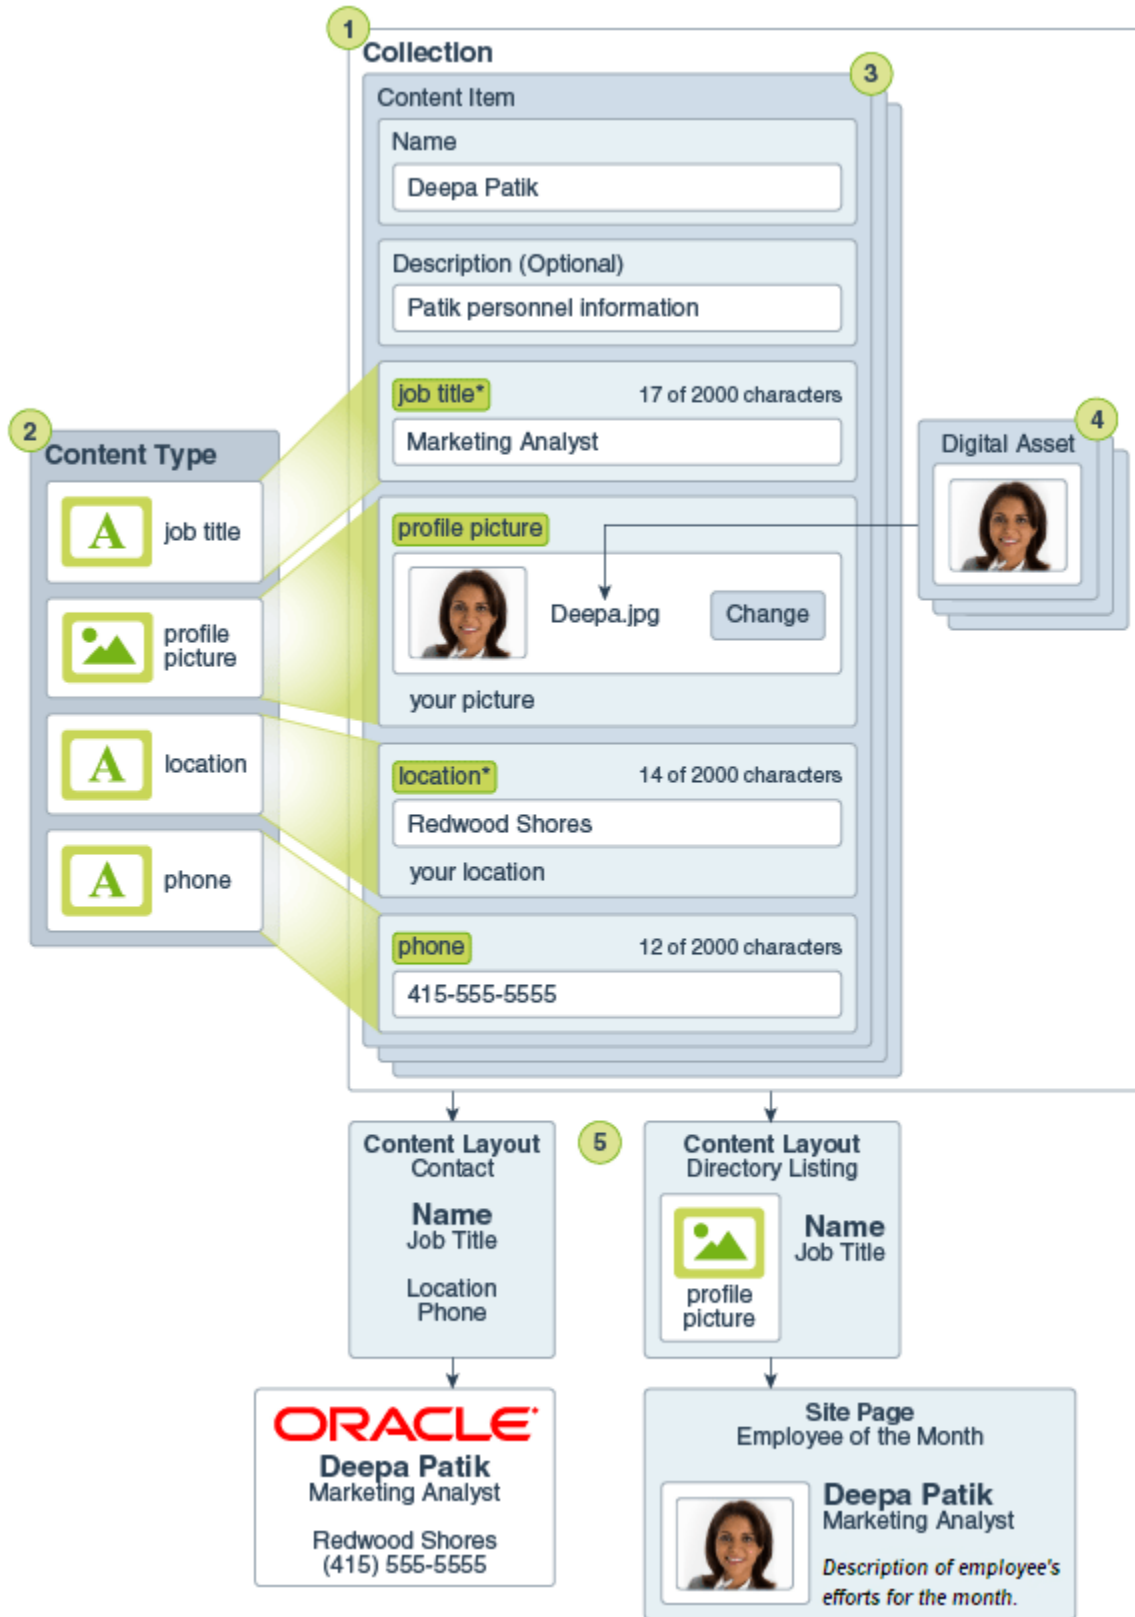 1
Collection
3
Content Item
Name
Deepa Patik
Description (Optional)
Patik personnel information
job title*
17 of 2000 characters
Marketing Analyst
2
Content Type
A job title
profile
picture
A location
A phone
4
Digital Asset
profile picture
Deepa.jpg
Change
your picture
location*
14 of 2000 characters
Redwood Shores
your location
phone
12 of 2000 characters
415-555-5555
Content Layout
Contact
Name
Job Title
Location
Phone
5
Content Layout
Directory Listing
profile
picture
Name
Job Title
ORACLE
Deepa Patik
Marketing Analyst
Redwood Shores
(415) 555-5555
Site Page
Employee of the Month
Deepa Patik
Marketing Analyst
Description of employee's
efforts for the month.